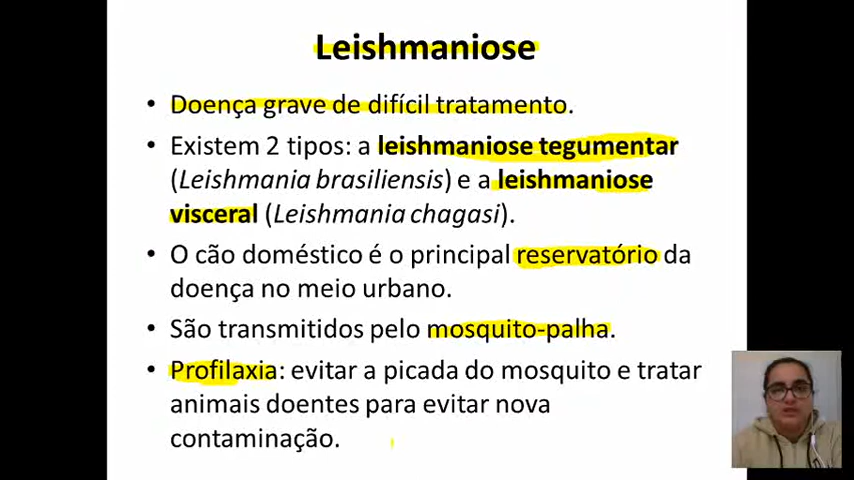 Leishmaniose
• Doença grave de difícil tratamento.
• Existem 2 tipos: a leishmaniose tegumentar
(Leishmania brasiliensis) e a leishmaniose
visceral (Leishmania chagasi).
• O cão doméstico é o principal reservatório da
doença no meio urbano.
• São transmitidos pelo mosquito-palha.
• Profilaxia: evitar a picada do mosquito e tratar
animais doentes para evitar nova
contaminação.